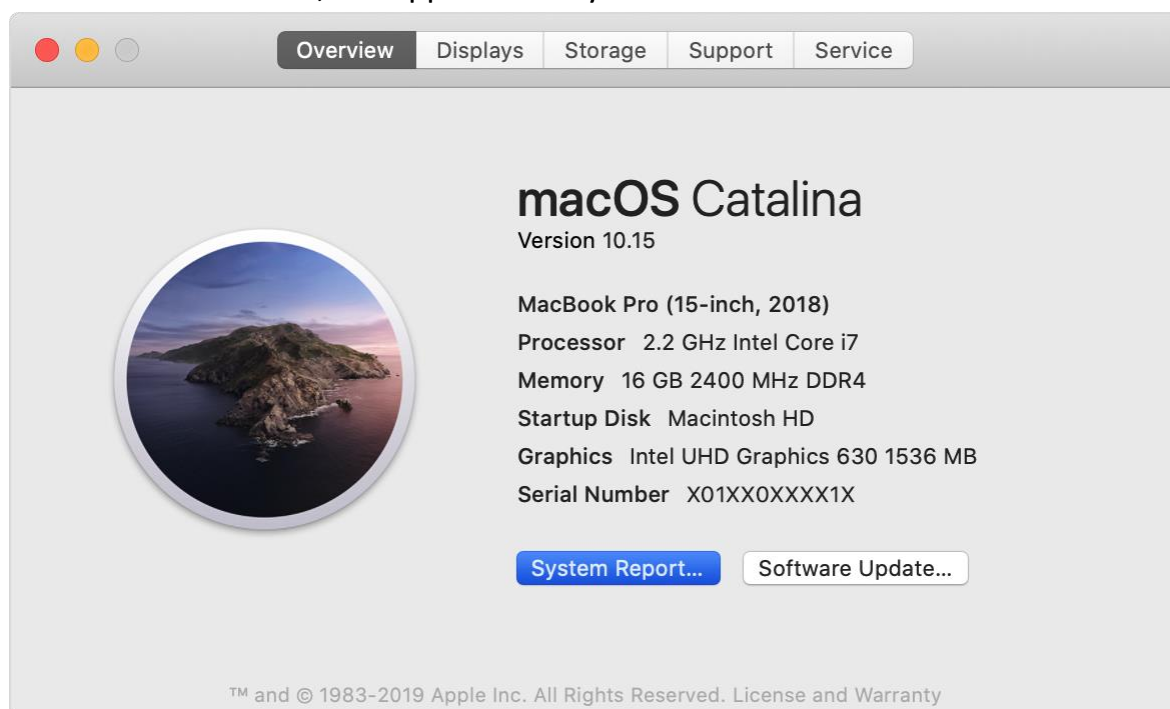 Overview Displays Storage Support Service
macOS Catalina
Version 10.15
MacBook Pro (15-inch, 2018)
Processor 2.2 GHz Intel Core i7
Memory 16 GB 2400 MHz DDR4
Startup Disk Macintosh HD
Graphics Intel UHD Graphics 630 1536 MB
Serial Number X01XX0XXXX1X
System Report...
Software Update...
™ and © 1983-2019 Apple Inc. All Rights Reserved. License and Warranty